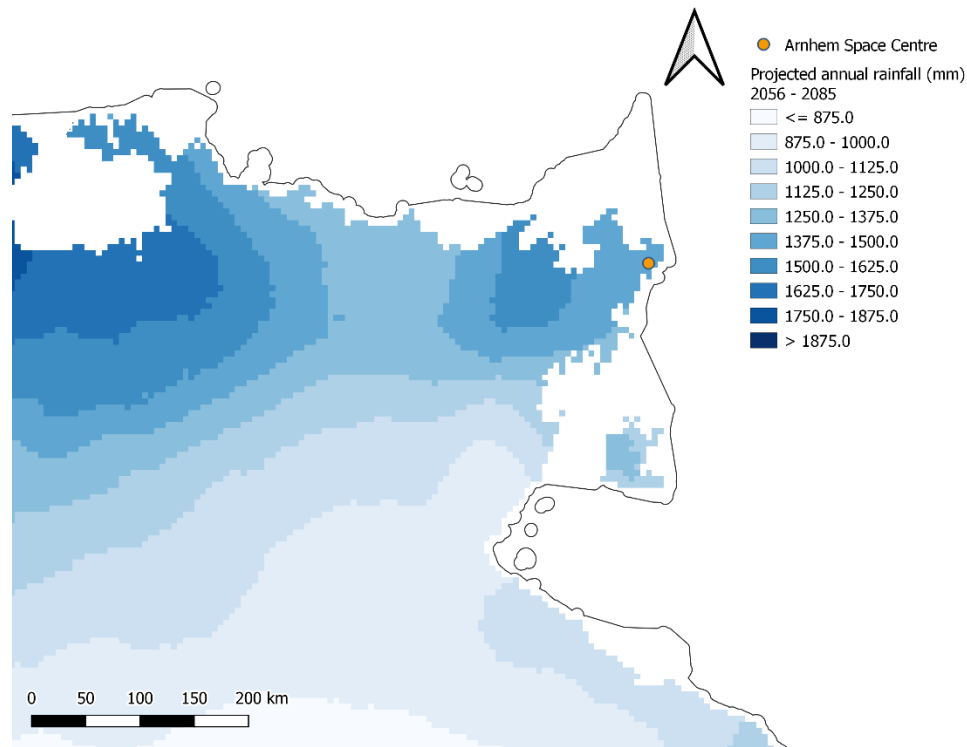 Arnhem Space Centre
Projected annual rainfall (mm)
2056 - 2085
<= 875.0
875.0 - 1000.0
1000.0 - 1125.0
1125.0 - 1250.0
1250.0 - 1375.0
1375.0 - 1500.0
1500.0 - 1625.0
1625.0 - 1750.0
1750.0 - 1875.0
> 1875.0
0 50 100 150 200 km